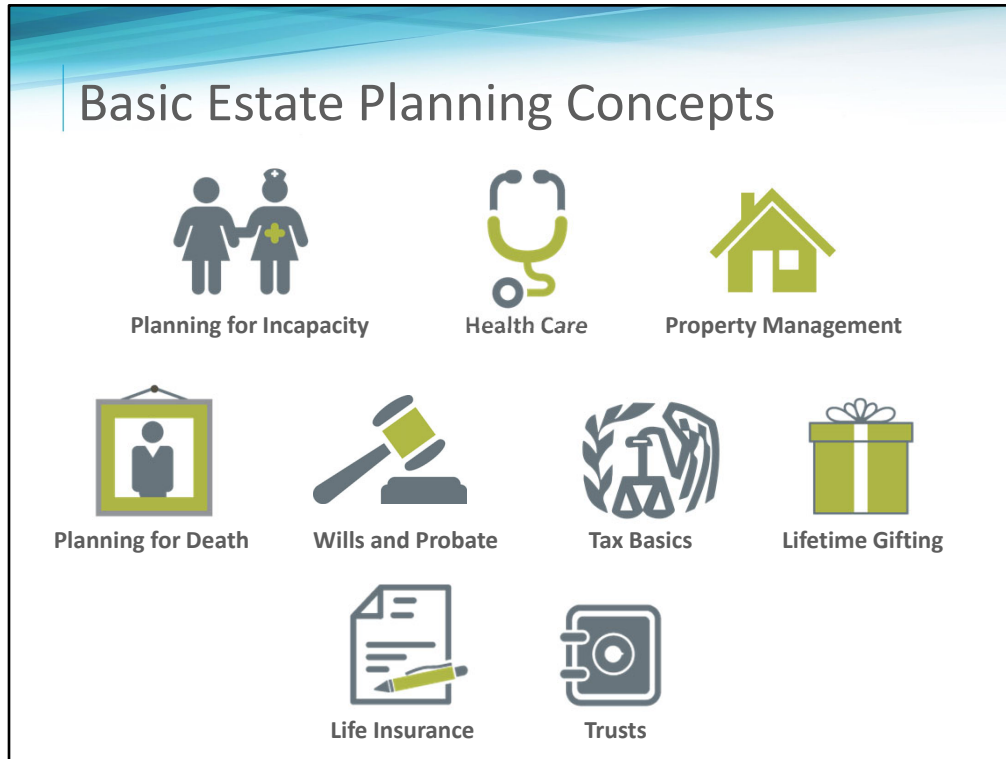 Basic Estate Planning Concepts
Planning for Incapacity
Health Care
Property Management
Planning for Death
Wills and Probate
Tax Basics
Lifetime Gifting
Life Insurance
Trusts